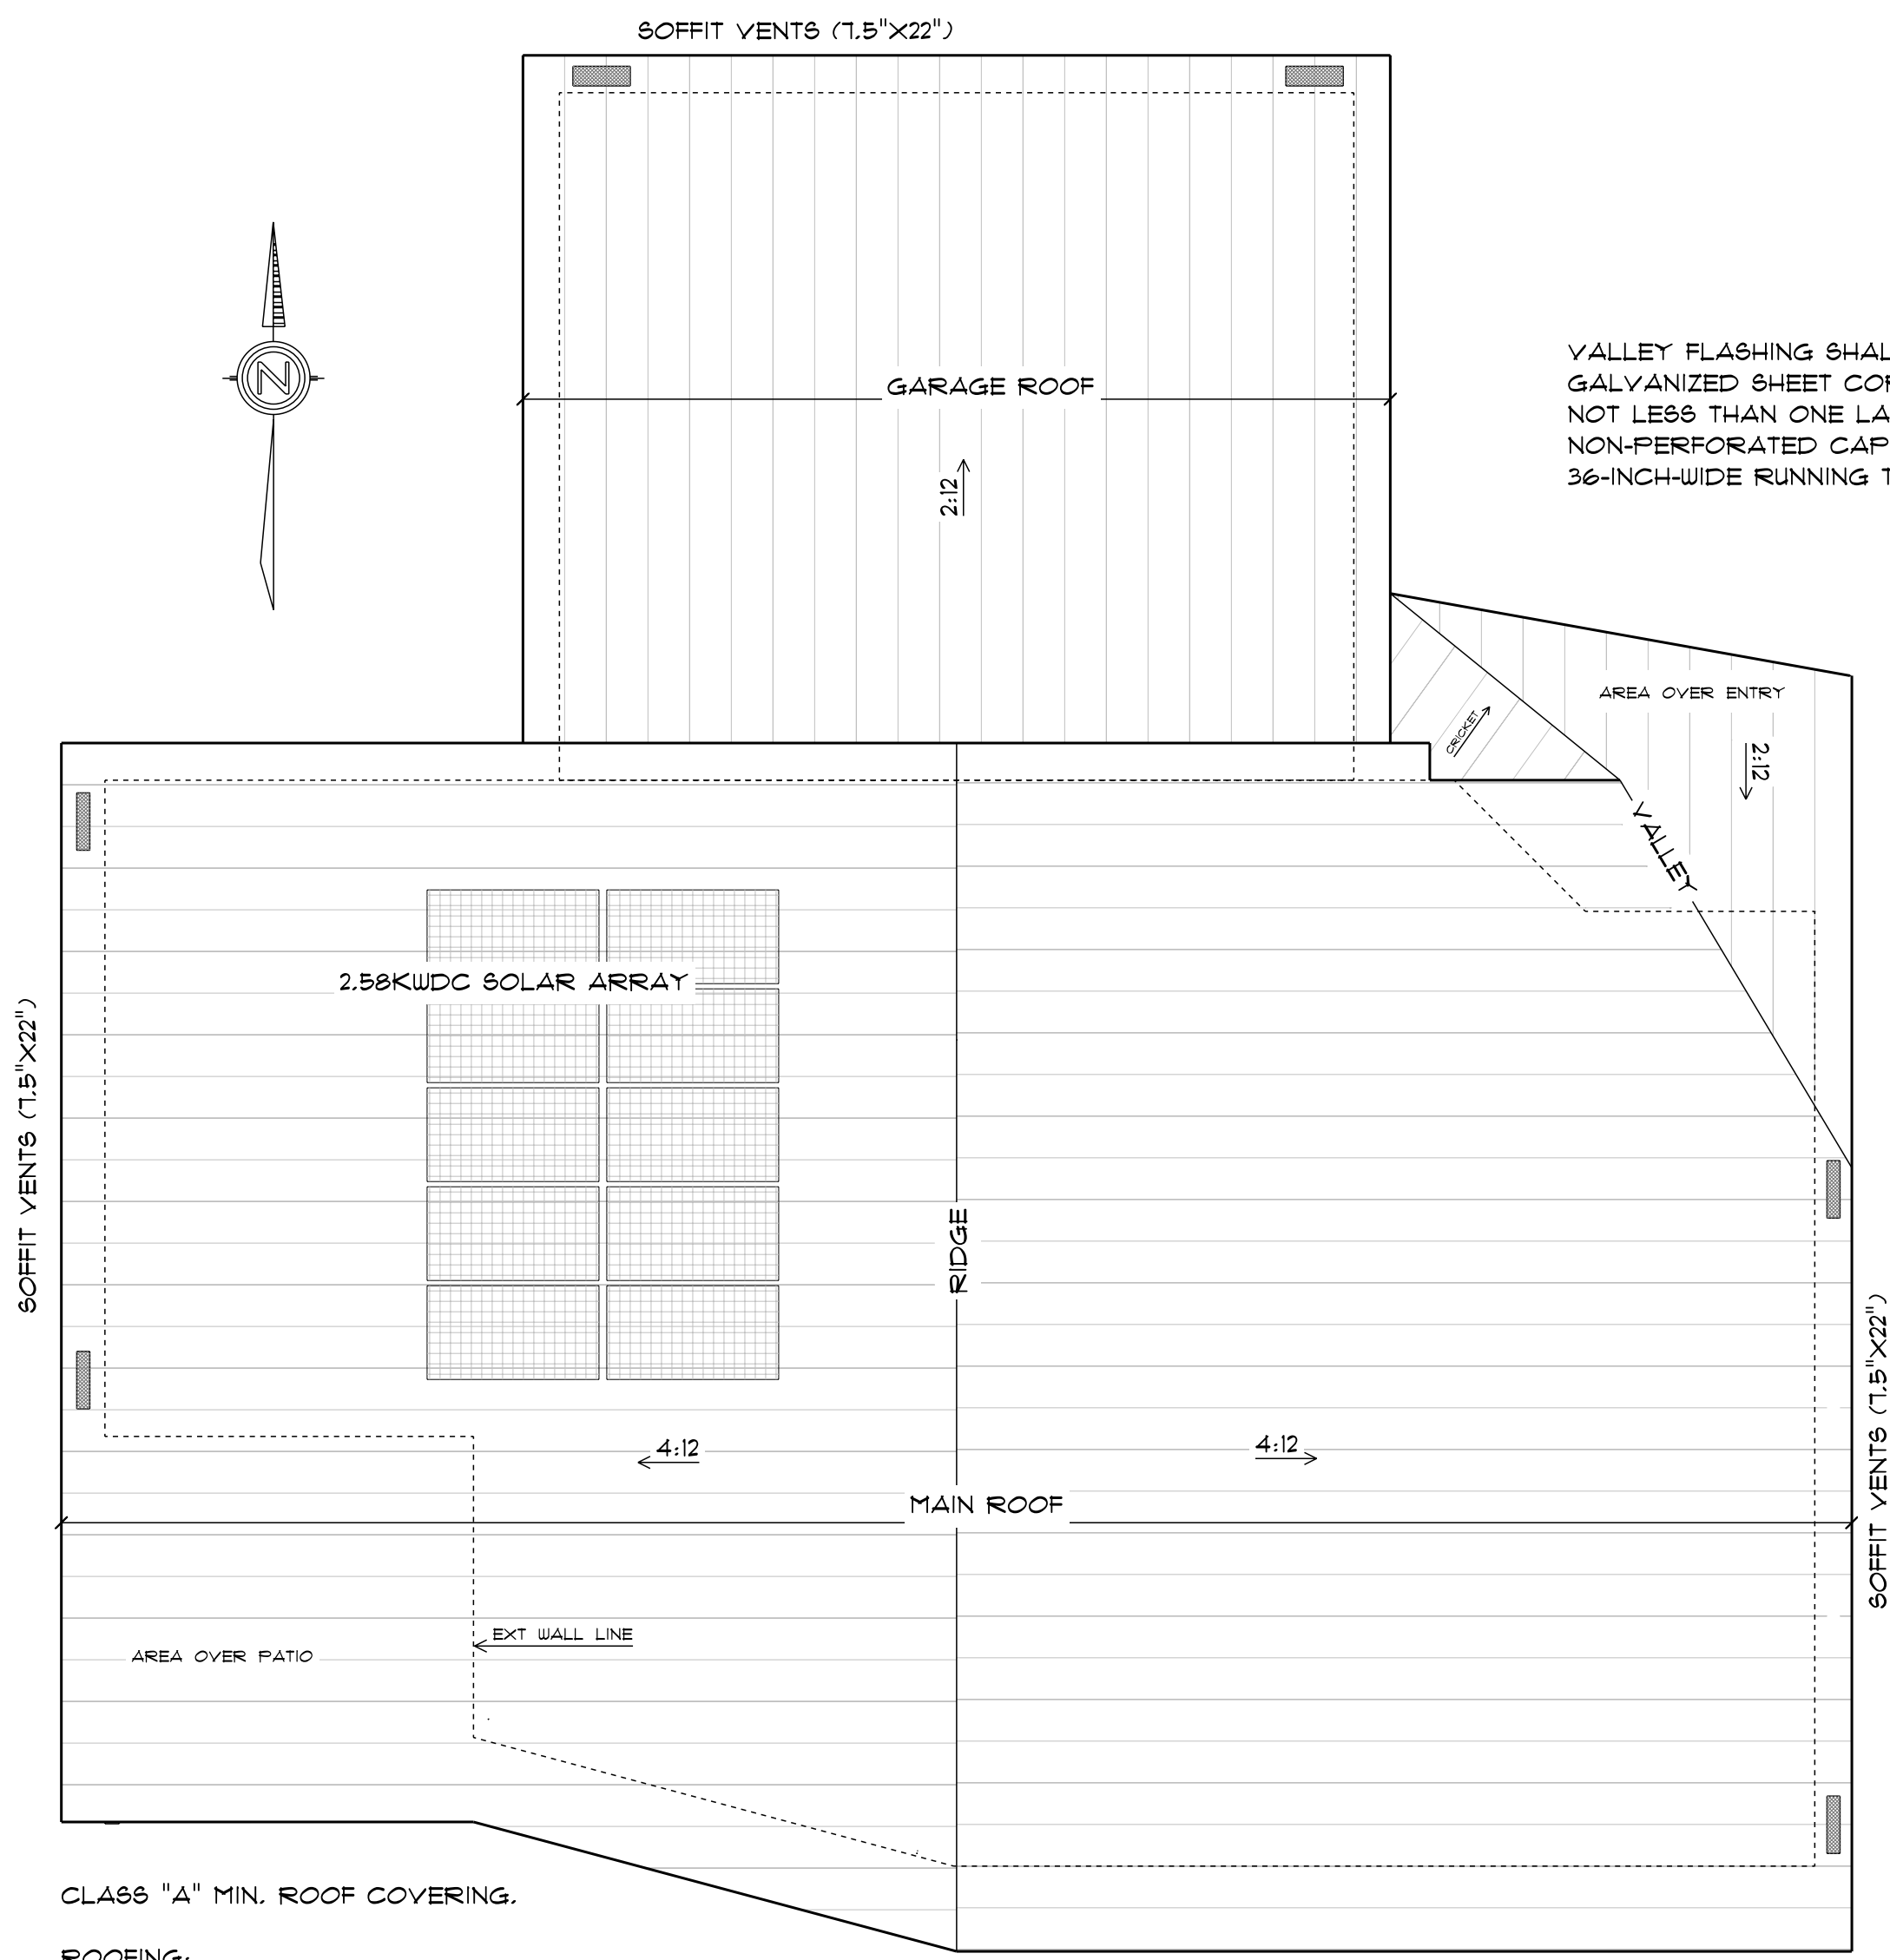 SOFFIT VENTS (7.5"X22")
N
GARAGE ROOF
2:12
VALLEY FLASHING SHAL
GALVANIZED SHEET COR
NOT LESS THAN ONE LA
NON-PERFORATED CAP
36-INCH-WIDE RUNNING T
AREA OVER ENTRY
CRICKET
2:12
VALLEY
2.58KWDC SOLAR ARRAY
SOFFIT VENTS (7.5"X22")
RIDGE
SOFFIT VENTS (7.5"X22")
4:12
4:12
MAIN ROOF
EXT WALL LINE
AREA OVER PATIO
CLASS "A" MIN. ROOF COVERING.
ROOFING: